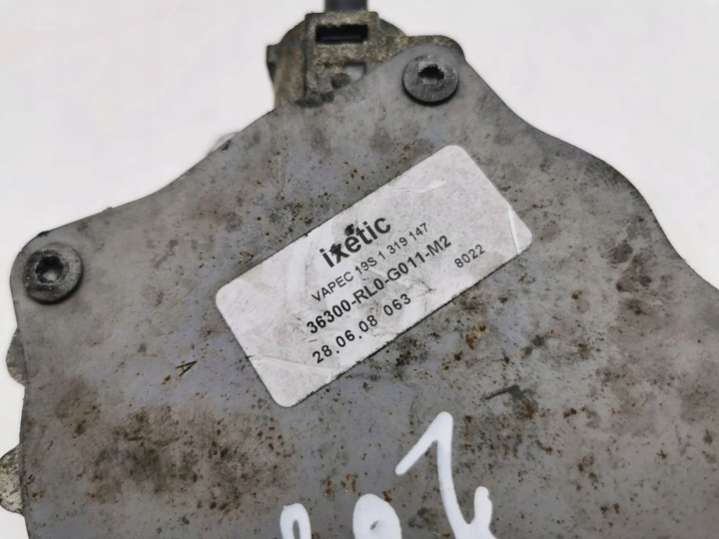 ixetic
VAPEC 19S 1 319 147
36300-RL0-G011-M2
28.06.08 063 8022